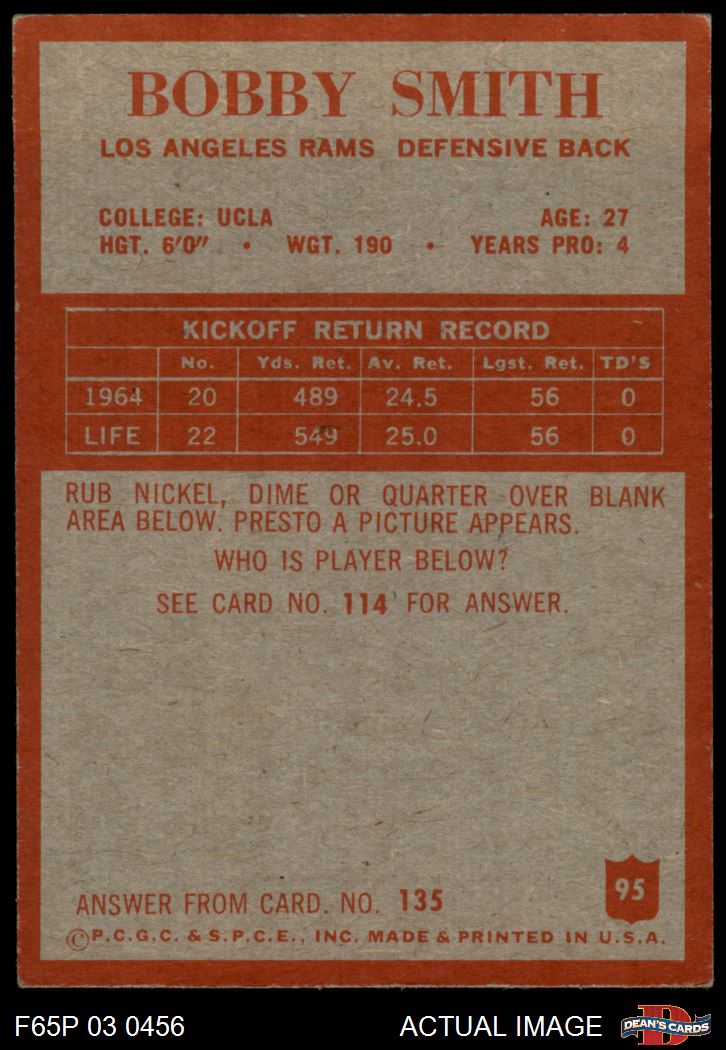 BOBBY SMITH
LOS ANGELES RAMS DEFENSIVE BACK
COLLEGE: UCLA AGE: 27
HGT. 6'0" • WGT. 190 • YEARS PRO: 4
KICKOFF RETURN RECORD
No. Yds. Ret. Av. Ret. Lgst. Ret. TD'S
1964 20 489 24.5 56 0
LIFE 22 549 25.0 56 0
RUB NICKEL, DIME OR QUARTER OVER BLANK
AREA BELOW. PRESTO A PICTURE APPEARS.
WHO IS PLAYER BELOW?
SEE CARD NO. 114 FOR ANSWER.
95
ANSWER FROM CARD. NO. 135
©P.C.G.C. & S.P.C.E., INC. MADE & PRINTED IN U.S.A.
F65P 03 0456 ACTUAL IMAGE
D
DEAN'S CARDS